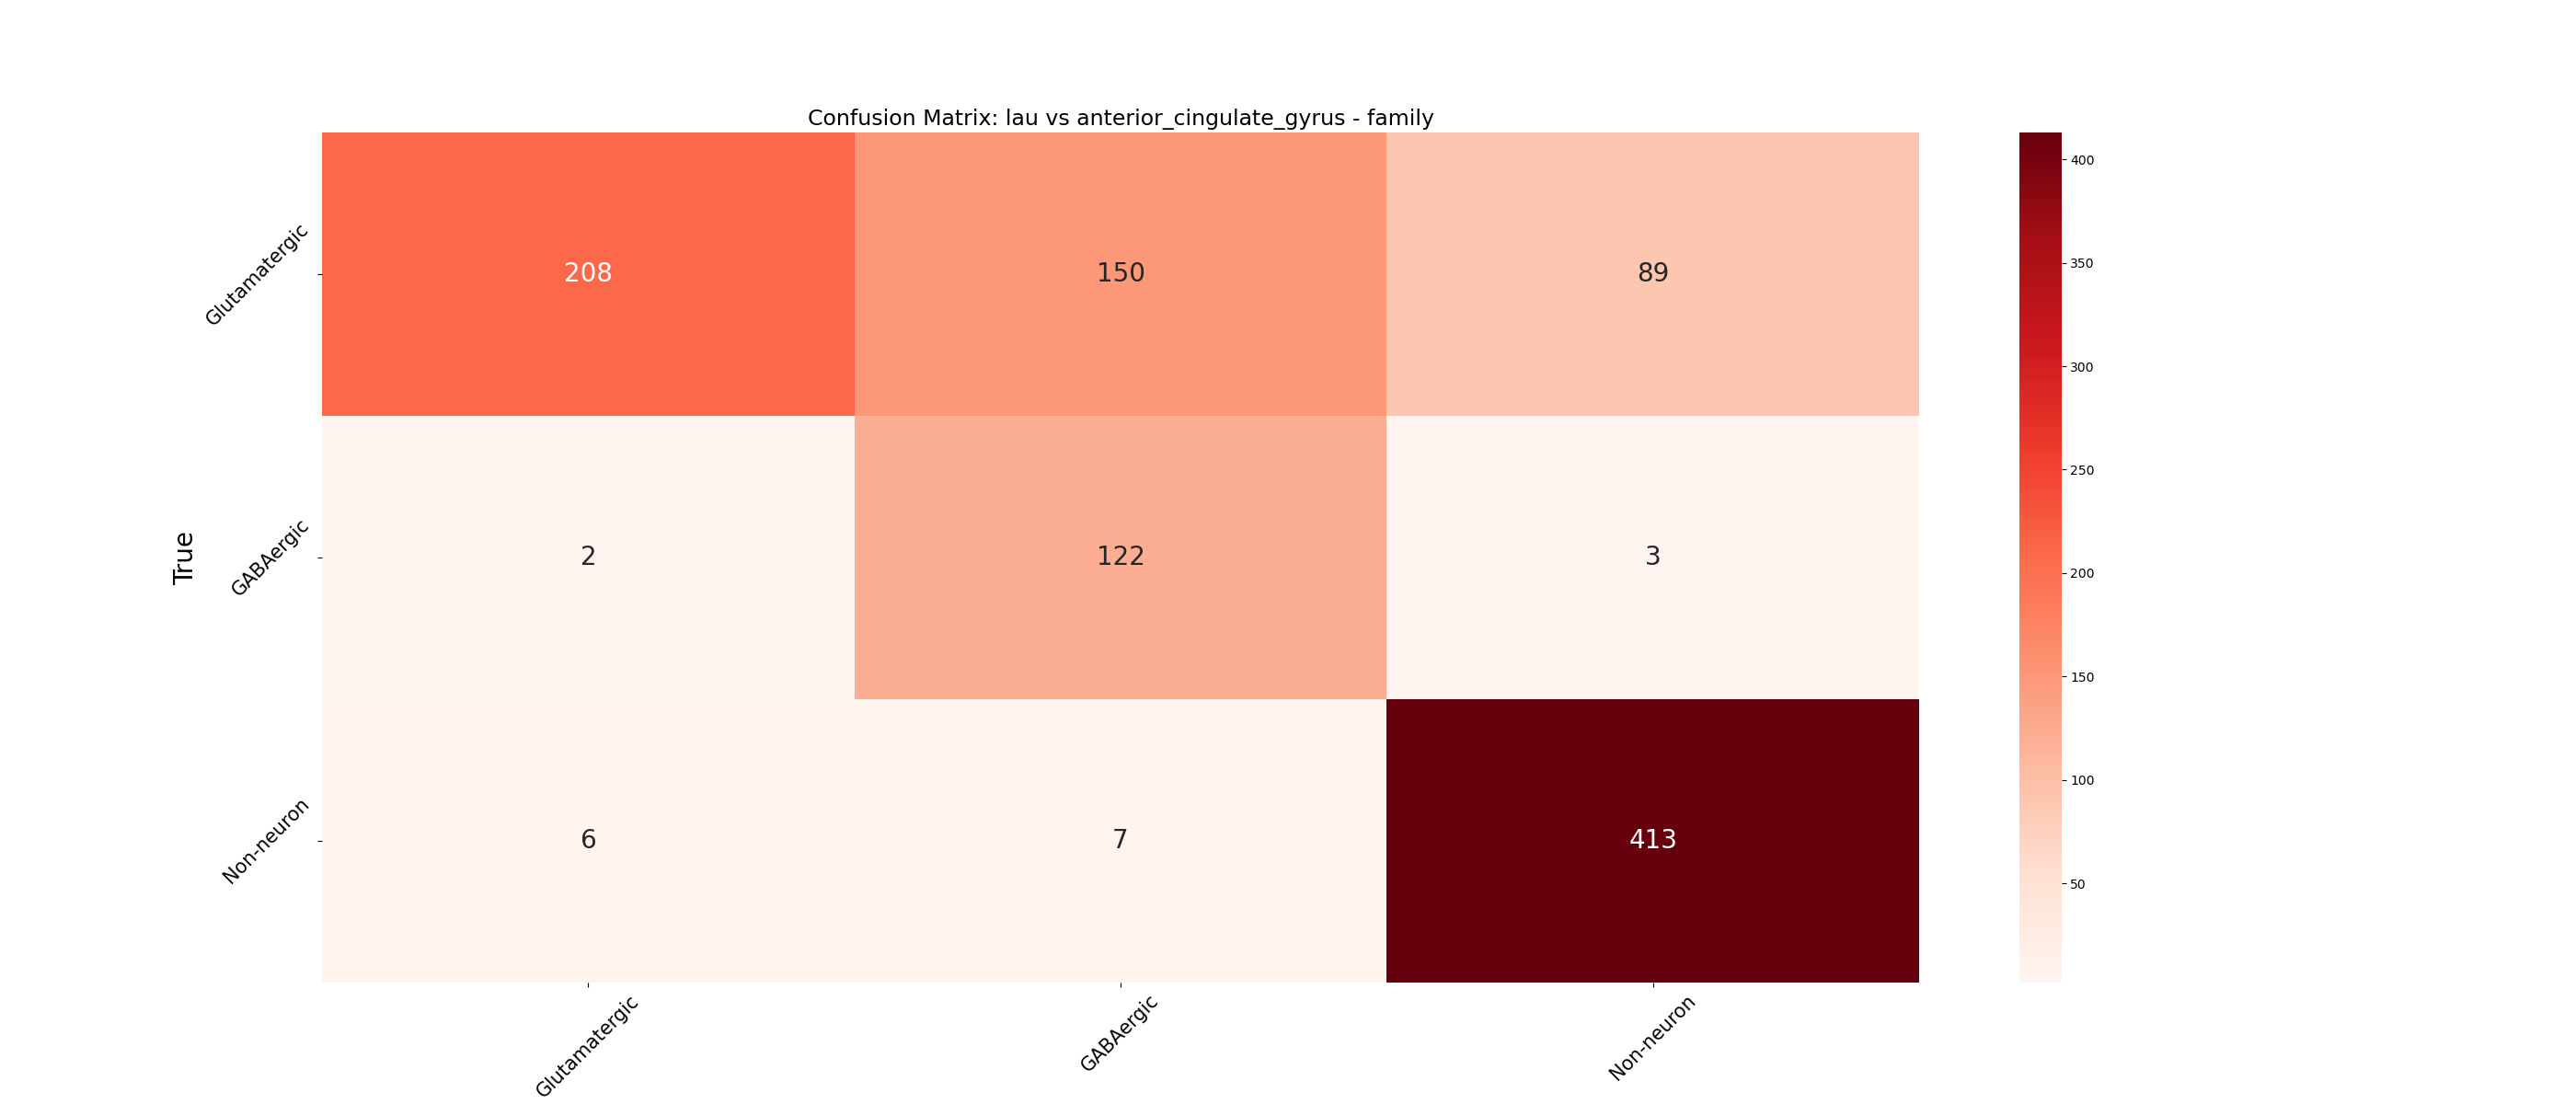 Confusion Matrix: lau vs anterior_cingulate_gyrus - family
True
Glutamatergic
208
150
89
GABAergic
2
122
3
Non-neuron
6
7
413
Glutamatergic
GABAergic
Non-neuron
400
350
300
250
200
150
100
50